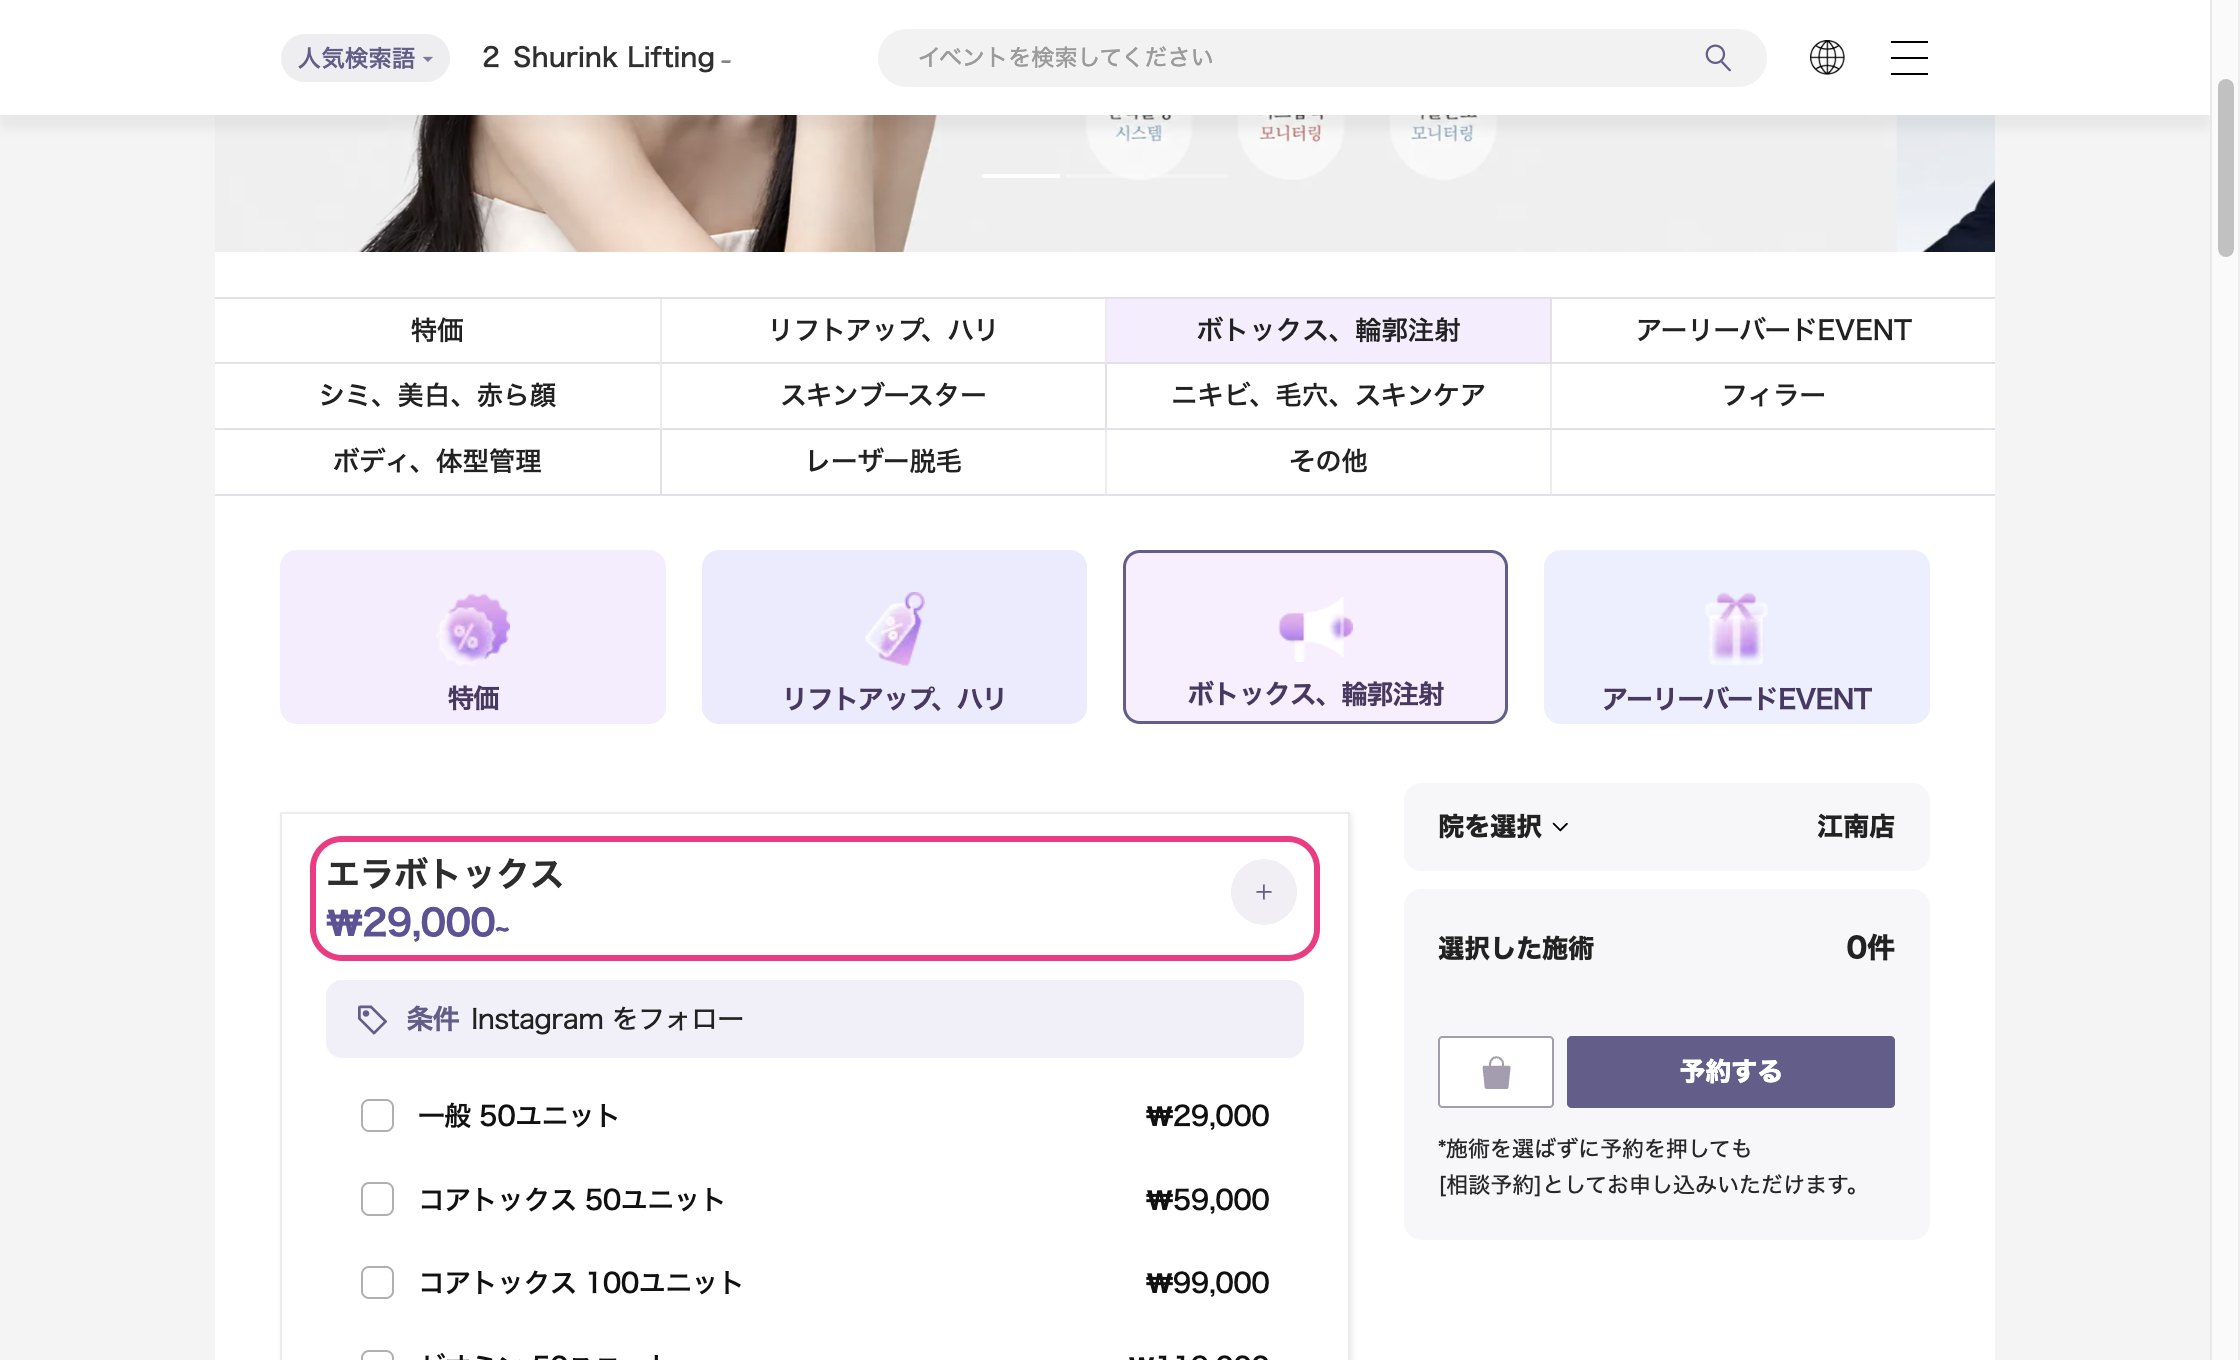 人気検索語
2 Shurink Lifting -
イベントを検索してください
시스템
모니터링
모니터링
特価
リフトアップ、ハリ
ボトックス、輪郭注射
アーリーバードEVENT
シミ、美白、赤ら顔
スキンブースター
ニキビ、毛穴、スキンケア
フィラー
ボディ、体型管理
レーザー脱毛
その他
特価
リフトアップ、ハリ
ボトックス、輪郭注射
アーリーバードEVENT
エラボトックス
₩29,000~
+
条件 Instagram をフォロー
一般 50ユニット ₩29,000
コアトックス 50ユニット ₩59,000
コアトックス 100ユニット ₩99,000
院を選択 江南店
選択した施術 0件
予約する
*施術を選ばずに予約を押しても
[相談予約]としてお申し込みいただけます。